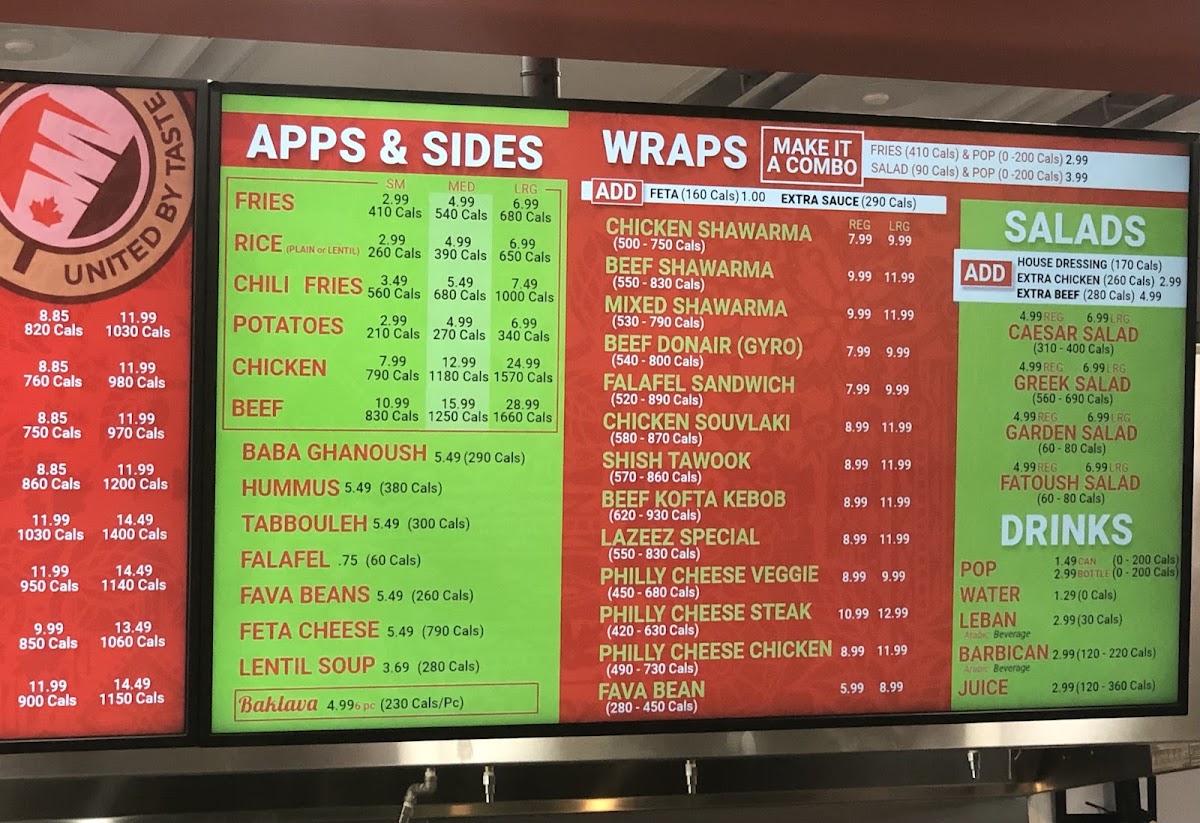 W
UNITED BY TASTE
8.85 11.99
820 Cals 1030 Cals
8.85 11.99
760 Cals 980 Cals
8.85 11.99
750 Cals 970 Cals
8.85 11.99
860 Cals 1200 Cals
11.99 14.49
1030 Cals 1400 Cals
11.99 14.49
950 Cals 1140 Cals
9.99 13.49
850 Cals 1060 Cals
11.99 14.49
900 Cals 1150 Cals
APPS & SIDES
SM MED LRG
FRIES 2.99 4.99 6.99
410 Cals 540 Cals 680 Cals
RICE (PLAIN or LENTIL) 2.99 4.99 6.99
260 Cals 390 Cals 650 Cals
CHILI FRIES 3.49 5.49 7.49
560 Cals 680 Cals 1000 Cals
POTATOES 2.99 4.99 6.99
210 Cals 270 Cals 340 Cals
CHICKEN 7.99 12.99 24.99
790 Cals 1180 Cals 1570 Cals
BEEF 10.99 15.99 28.99
830 Cals 1250 Cals 1660 Cals
BABA GHANOUSH 5.49 (290 Cals)
HUMMUS 5.49 (380 Cals)
TABBOULEH 5.49 (300 Cals)
FALAFEL .75 (60 Cals)
FAVA BEANS 5.49 (260 Cals)
FETA CHEESE 5.49 (790 Cals)
LENTIL SOUP 3.69 (280 Cals)
Baklava 4.99 6 pc (230 Cals/Pc)
WRAPS
MAKE IT
A COMBO
FRIES (410 Cals) & POP (0 -200 Cals) 2.99
SALAD (90 Cals) & POP (0 -200 Cals) 3.99
ADD FETA (160 Cals) 1.00 EXTRA SAUCE (290 Cals)
REG LRG
CHICKEN SHAWARMA 7.99 9.99
(500 - 750 Cals)
BEEF SHAWARMA 9.99 11.99
(550 - 830 Cals)
MIXED SHAWARMA 9.99 11.99
(530 - 790 Cals)
BEEF DONAIR (GYRO) 7.99 9.99
(540 - 800 Cals)
FALAFEL SANDWICH 7.99 9.99
(520 - 890 Cals)
CHICKEN SOUVLAKI 8.99 11.99
(580 - 870 Cals)
SHISH TAWOOK 8.99 11.99
(570 - 860 Cals)
BEEF KOFTA KEBOB 8.99 11.99
(620 - 930 Cals)
LAZEEZ SPECIAL 8.99 11.99
(550 - 830 Cals)
PHILLY CHEESE VEGGIE 8.99 9.99
(450 - 680 Cals)
PHILLY CHEESE STEAK 10.99 12.99
(420 - 630 Cals)
PHILLY CHEESE CHICKEN 8.99 11.99
(490 - 730 Cals)
FAVA BEAN 5.99 8.99
(280 - 450 Cals)
SALADS
ADD
HOUSE DRESSING (170 Cals)
EXTRA CHICKEN (260 Cals) 2.99
EXTRA BEEF (280 Cals) 4.99
4.99 REG 6.99 LRG
CAESAR SALAD
(310 - 400 Cals)
4.99 REG 6.99 LRG
GREEK SALAD
(560 - 690 Cals)
4.99 REG 6.99 LRG
GARDEN SALAD
(60 - 80 Cals)
4.99 REG 6.99 LRG
FATOUSH SALAD
(60 - 80 Cals)
DRINKS
POP 1.49 CAN (0 - 200 Cals)
2.99 BOTTLE (0 - 200 Cals)
WATER 1.29 (0 Cals)
LEBAN 2.99 (30 Cals)
Arabic Beverage
BARBICAN 2.99 (120 - 220 Cals)
Arabic Beverage
JUICE 2.99 (120 - 360 Cals)